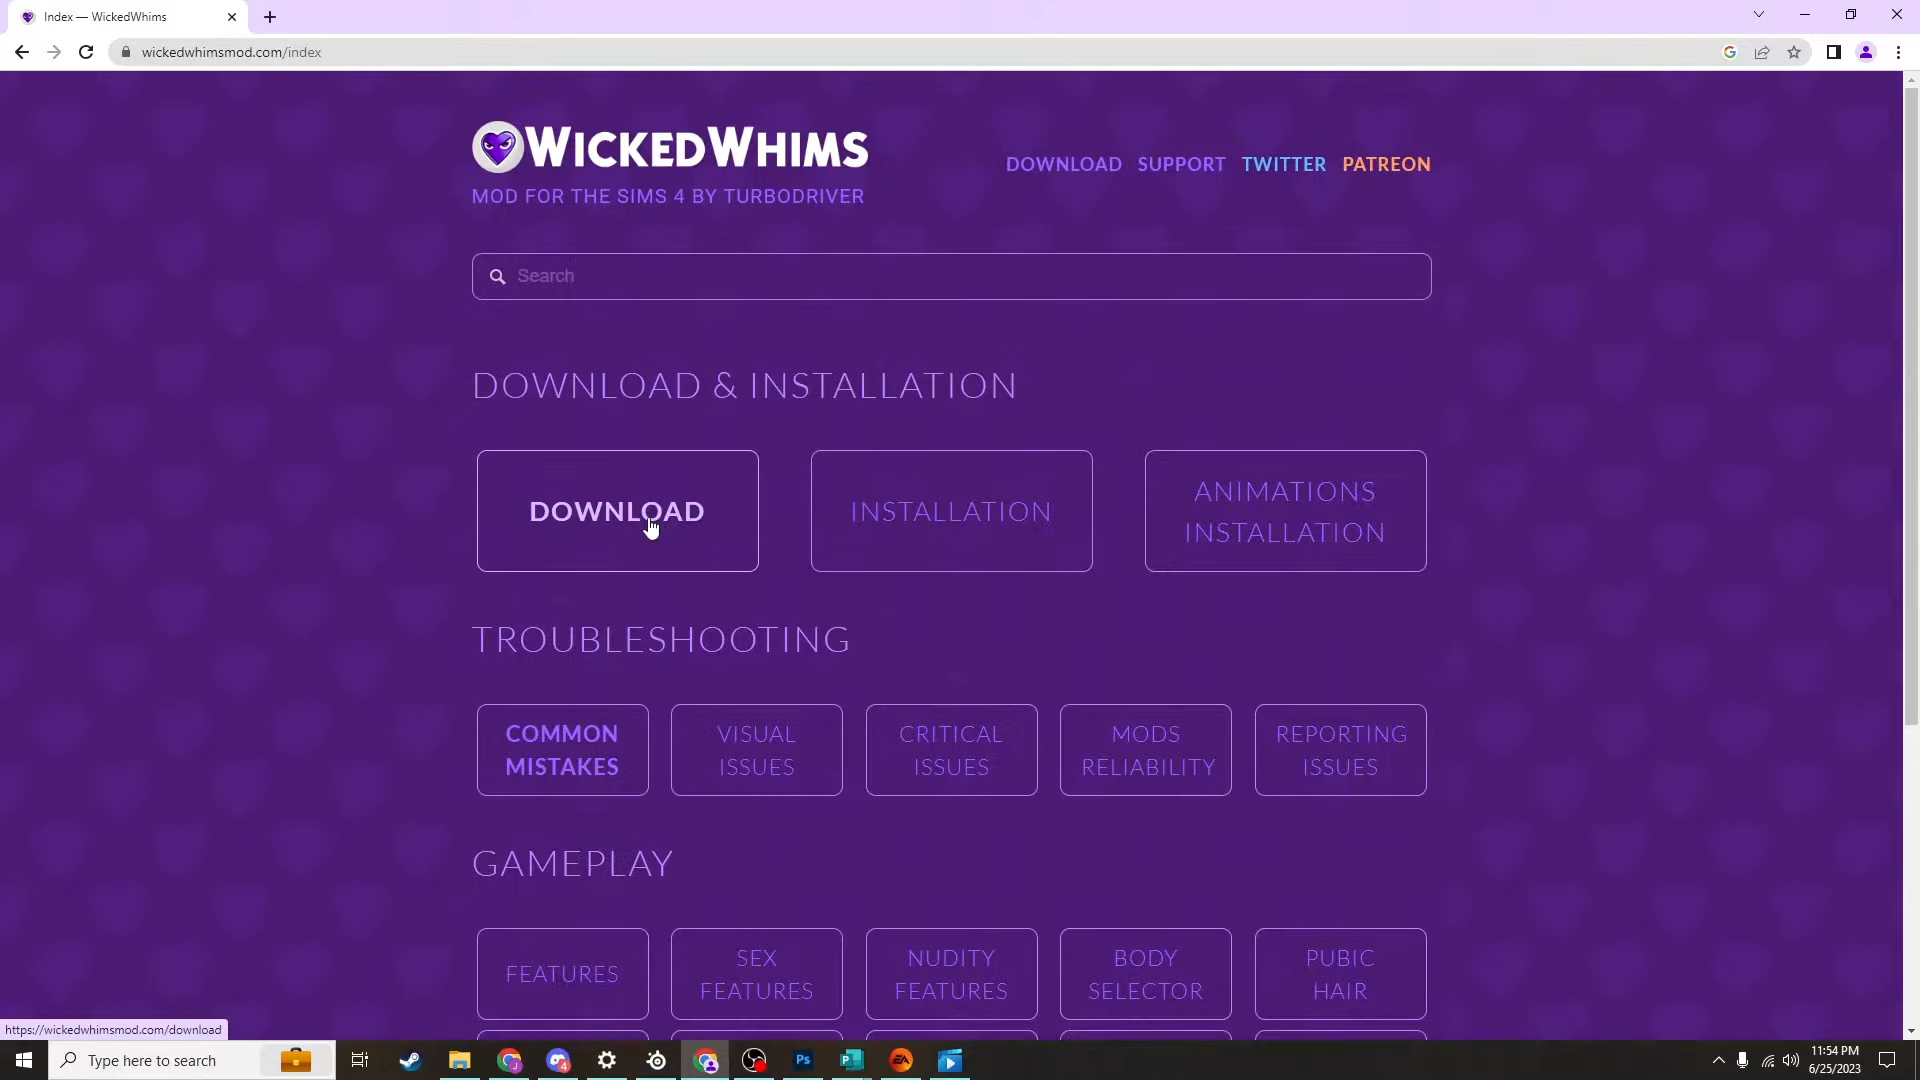 Index — WickedWhims
wickedwhimsmod.com/index
WICKEDWHIMS
MOD FOR THE SIMS 4 BY TURBODRIVER
DOWNLOAD SUPPORT TWITTER PATREON
Search
DOWNLOAD & INSTALLATION
DOWNLOAD
INSTALLATION
ANIMATIONS
INSTALLATION
TROUBLESHOOTING
COMMON
MISTAKES
VISUAL
ISSUES
CRITICAL
ISSUES
MODS
RELIABILITY
REPORTING
ISSUES
GAMEPLAY
FEATURES
SEX
FEATURES
NUDITY
FEATURES
BODY
SELECTOR
PUBIC
HAIR
https://wickedwhimsmod.com/download
Type here to search
J
4
Ps
P
EA
11:54 PM
6/25/2023